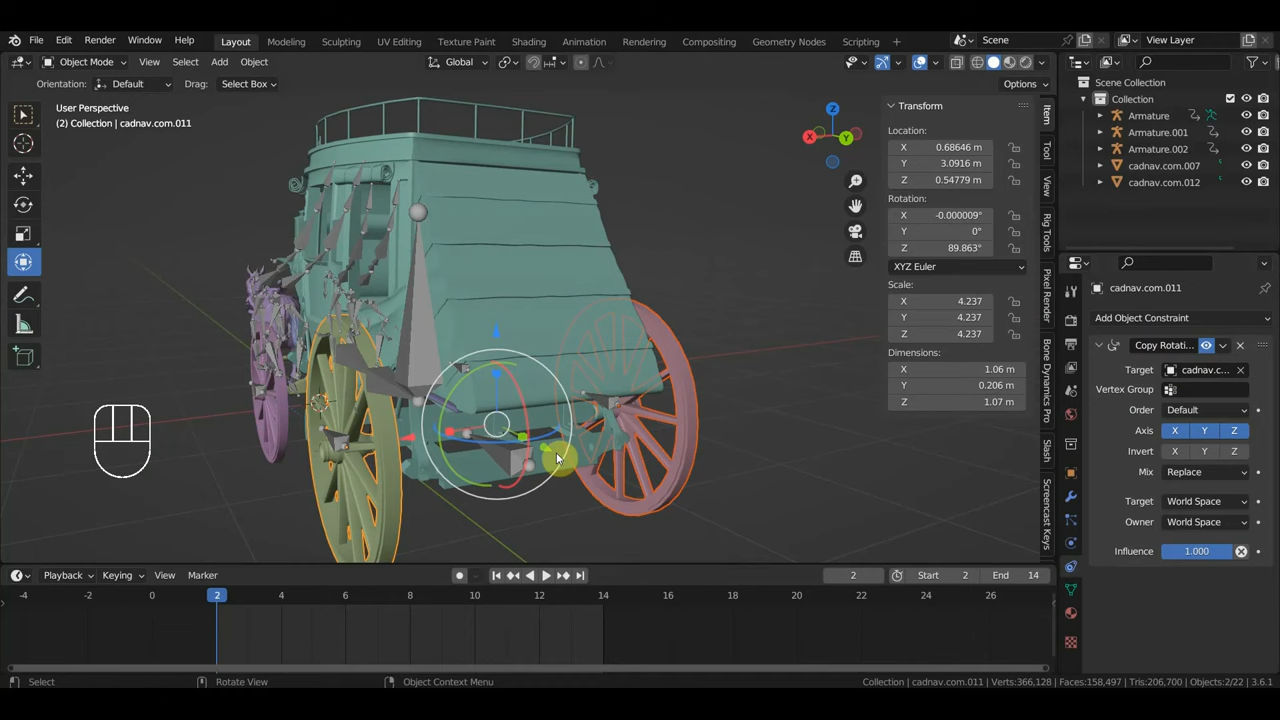 File Edit Render Window Help Layout Modeling Sculpting UV Editing Texture Paint Shading Animation Rendering Compositing Geometry Nodes Scripting + Scene View Layer
Object Mode View Select Add Object Global
Orientation: Default Drag: Select Box Options
User Perspective
(2) Collection | cadnav.com.011
X
Y
Z
Transform
Location:
X 0.68646 m
Y 3.0916 m
Z 0.54779 m
Rotation:
X -0.000009°
Y 0°
Z 89.863°
XYZ Euler
Scale:
X 4.237
Y 4.237
Z 4.237
Dimensions:
X 1.06 m
Y 0.206 m
Z 1.07 m
Item
Tool
View
Rig Tools
Pixel Render
Bone Dynamics Pro
Slash
Screencast Keys
Scene Collection
Collection
Armature
Armature.001
Armature.002
cadnav.com.007
cadnav.com.012
cadnav.com.011
Add Object Constraint
Copy Rotati...
Target cadnav.c...
Vertex Group
Order Default
Axis X Y Z
Invert X Y Z
Mix Replace
Target World Space
Owner World Space
Influence 1.000
Playback Keying View Marker 2 Start 2 End 14
-4 -2 0 2 4 6 8 10 12 14 16 18 20 22 24 26
Select Rotate View Object Context Menu Collection | cadnav.com.011 | Verts:366,128 | Faces:158,497 | Tris:206,700 | Objects:2/22 | 3.6.1